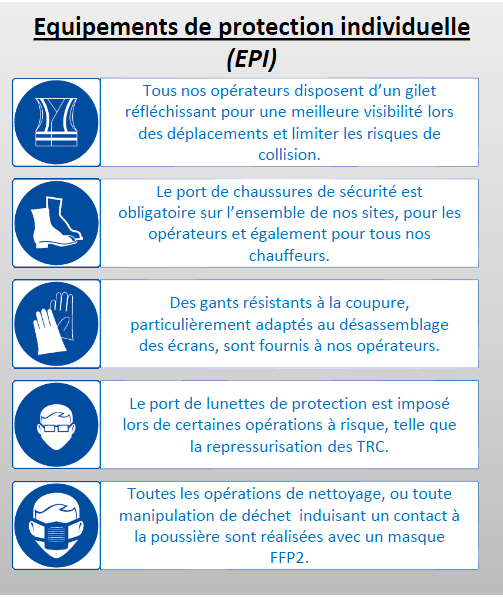 Equipements de protection individuelle
(EPI)
Tous nos opérateurs disposent d’un gilet
réfléchissant pour une meilleure visibilité lors
des déplacements et limiter les risques de
collision.
Le port de chaussures de sécurité est
obligatoire sur l’ensemble de nos sites, pour les
opérateurs et également pour tous nos
chauffeurs.
Des gants résistants à la coupure,
particulièrement adaptés au désassemblage
des écrans, sont fournis à nos opérateurs.
Le port de lunettes de protection est imposé
lors de certaines opérations à risque, telle que
la repressurisation des TRC.
Toutes les opérations de nettoyage, ou toute
manipulation de déchet induisant un contact à
la poussière sont réalisées avec un masque
FFP2.